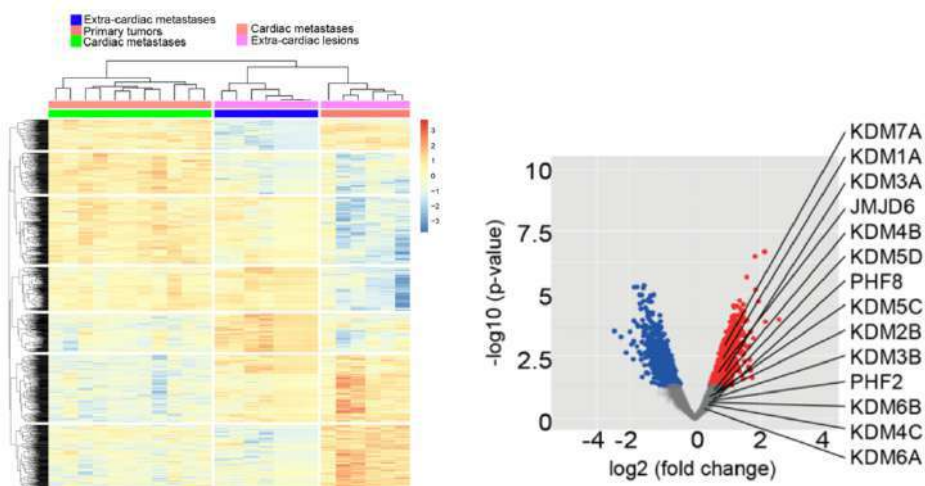 Extra-cardiac metastases
Primary tumors
Cardiac metastases
Cardiac metastases
Extra-cardiac lesions
3
2
1
0
−1
−2
−3
10
7.5
5
2.5
0
-log10 (p-value)
-4 -2 0 2 4
log2 (fold change)
KDM7A
KDM1A
KDM3A
JMJD6
KDM4B
KDM5D
PHF8
KDM5C
KDM2B
KDM3B
PHF2
KDM6B
KDM4C
KDM6A